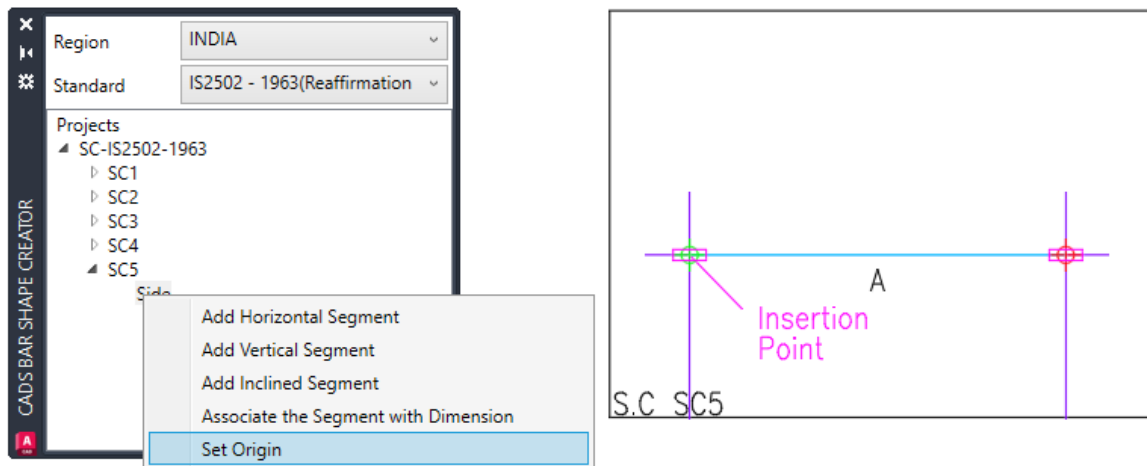 Region
INDIA
Standard
IS2502 - 1963(Reaffirmation
Projects
SC-IS2502-1963
SC1
SC2
SC3
SC4
SC5
Side
Add Horizontal Segment
Add Vertical Segment
Add Inclined Segment
Associate the Segment with Dimension
Set Origin
CADS BAR SHAPE CREATOR
A
CAD
A
Insertion
Point
S.C SC5